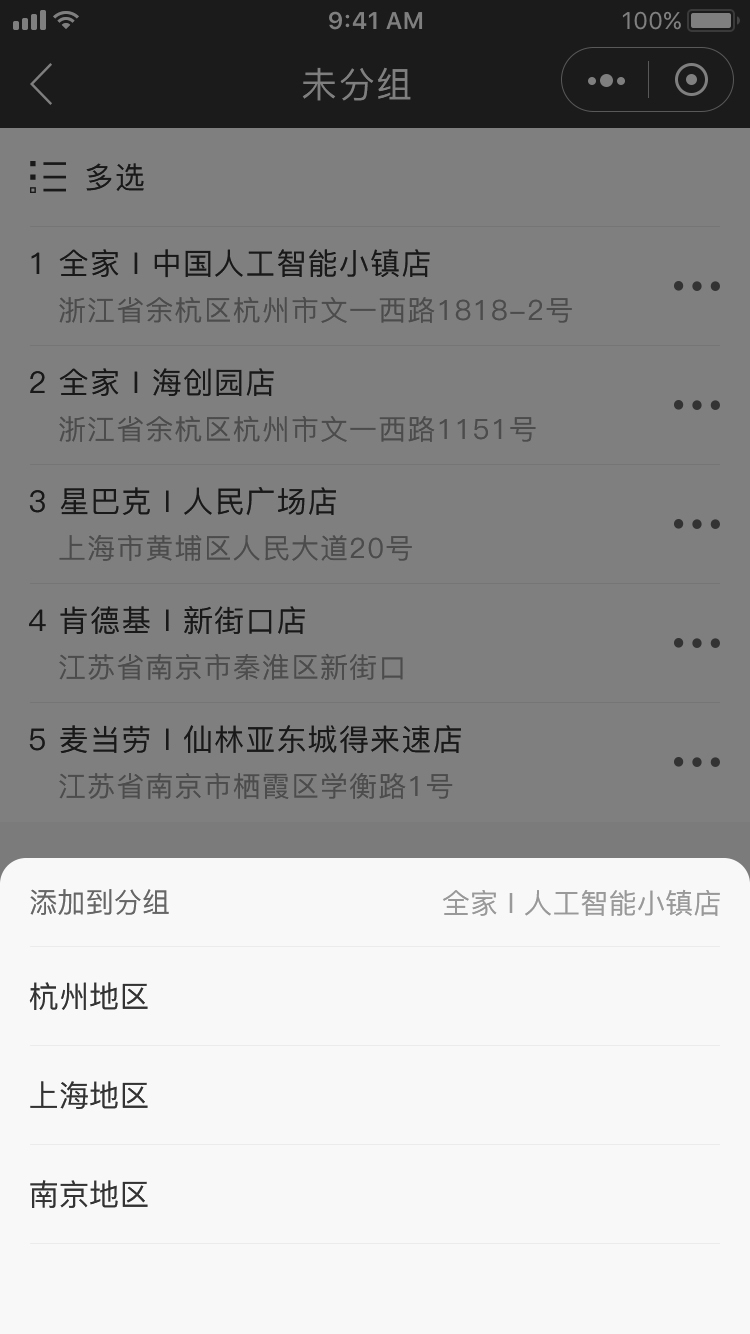 9:41 AM
100%
未分组
多选
1 全家 I 中国人工智能小镇店
浙江省余杭区杭州市文一西路1818-2号
2 全家 I 海创园店
浙江省余杭区杭州市文一西路1151号
3 星巴克 I 人民广场店
上海市黄埔区人民大道20号
4 肯德基 I 新街口店
江苏省南京市秦淮区新街口
5 麦当劳 I 仙林亚东城得来速店
江苏省南京市栖霞区学衡路1号
添加到分组 全家 I 人工智能小镇店
杭州地区
上海地区
南京地区